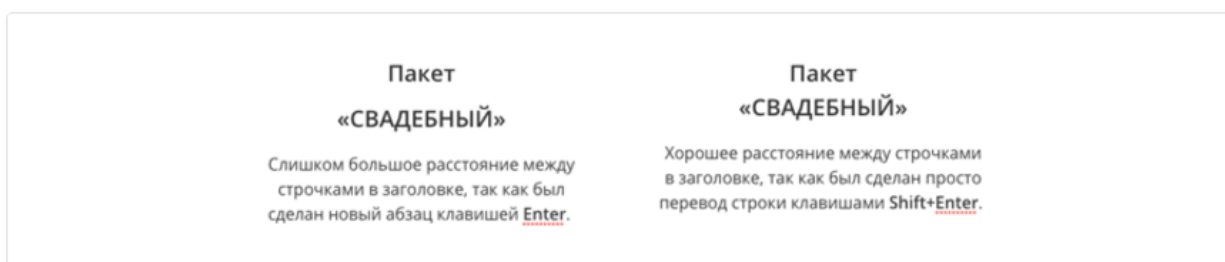 Пакет
«СВАДЕБНЫЙ»
Слишком большое расстояние между
строчками в заголовке, так как был
сделан новый абзац клавишей Enter.
Пакет
«СВАДЕБНЫЙ»
Хорошее расстояние между строчками
в заголовке, так как был сделан просто
перевод строки клавишами Shift+Enter.